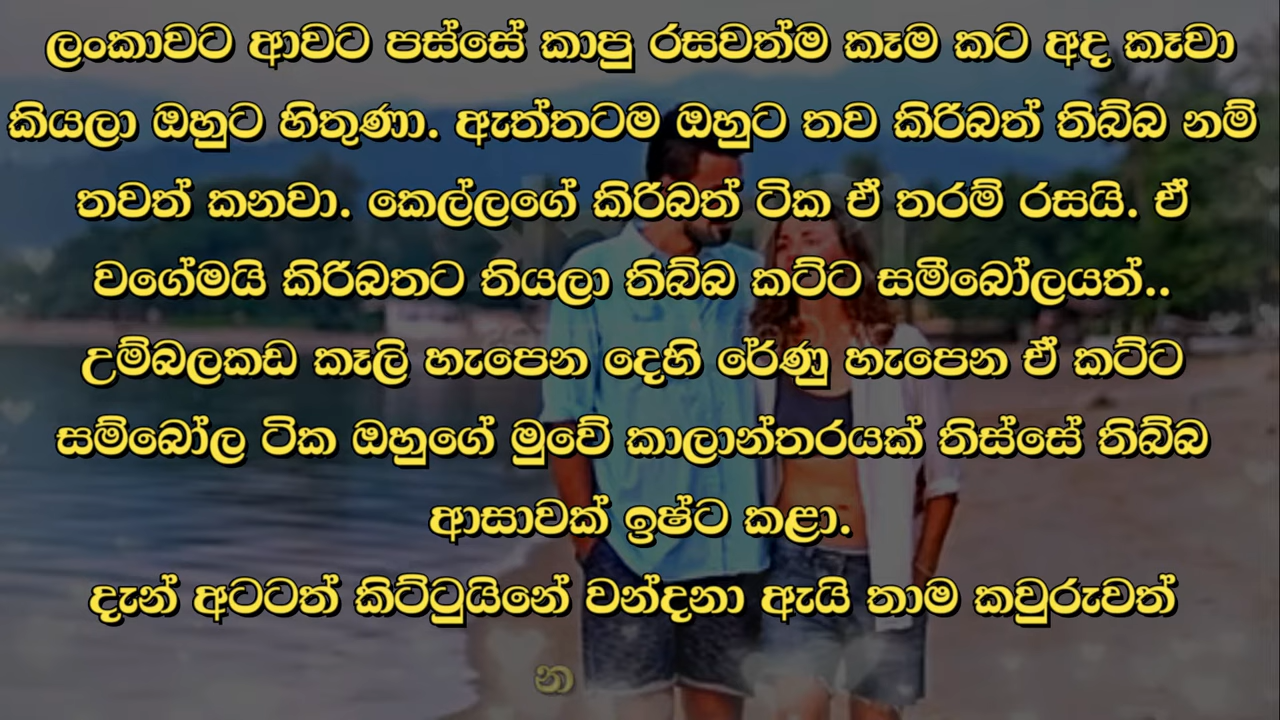 ලංකාවට ආවට පස්සේ කාපු රසවත්ම කෑම කට අද කෑවා
කියලා ඔහුට හිතුණා. ඇත්තටම ඔහුට තව කිරිබත් තිබ්බ නම්
තවත් කනවා. කෙල්ලගේ කිරිබත් ටික ඒ තරම් රසයි. ඒ
වගේමයි කිරිබතට තියලා තිබ්බ කට්ට සමීබෝලයත්..
උම්බලකඩ කෑලි හැපෙන දෙහි රේණු හැපෙන ඒ කට්ට
සම්බෝල ටික ඔහුගේ මුවේ කාලාන්තරයක් තිස්සේ තිබ්බ
ආසාවක් ඉෂ්ට කළා.
දැන් අටටත් කිට්ටුයිනේ වන්දනා ඇයි තාම කවුරුවත්
න